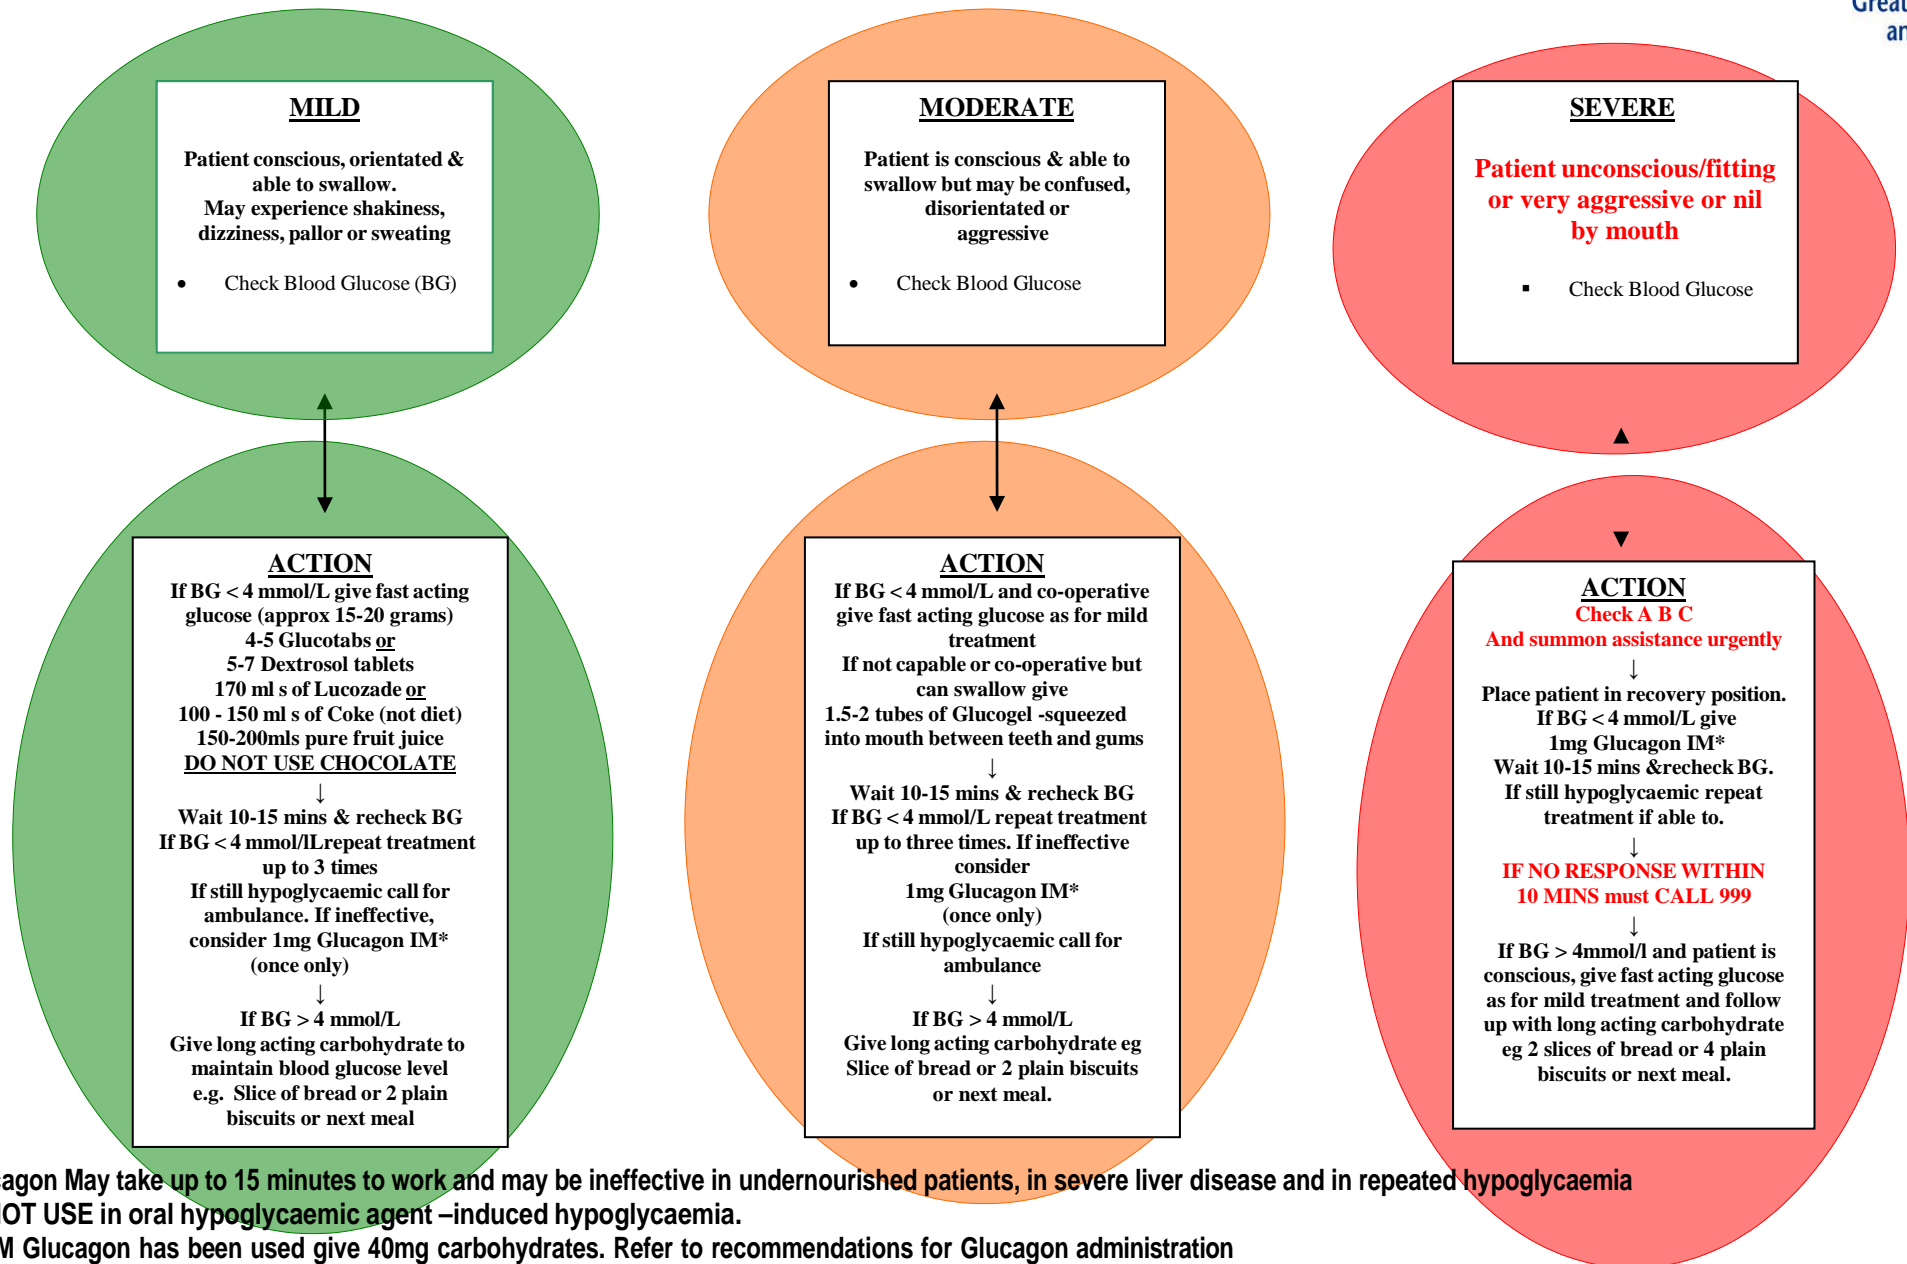 Great
an
MILD
Patient conscious, orientated &
able to swallow.
May experience shakiness,
dizziness, pallor or sweating
• Check Blood Glucose (BG)
ACTION
If BG < 4 mmol/L give fast acting
glucose (approx 15-20 grams)
4-5 Glucotabs or
5-7 Dextrosol tablets
170 ml s of Lucozade or
100 - 150 ml s of Coke (not diet)
150-200mls pure fruit juice
DO NOT USE CHOCOLATE
↓
Wait 10-15 mins & recheck BG
If BG < 4 mmol/lLrepeat treatment
up to 3 times
If still hypoglycaemic call for
ambulance. If ineffective,
consider 1mg Glucagon IM*
(once only)
↓
If BG > 4 mmol/L
Give long acting carbohydrate to
maintain blood glucose level
e.g. Slice of bread or 2 plain
biscuits or next meal
MODERATE
Patient is conscious & able to
swallow but may be confused,
disorientated or
aggressive
• Check Blood Glucose
ACTION
If BG < 4 mmol/L and co-operative
give fast acting glucose as for mild
treatment
If not capable or co-operative but
can swallow give
1.5-2 tubes of Glucogel -squeezed
into mouth between teeth and gums
↓
Wait 10-15 mins & recheck BG
If BG < 4 mmol/L repeat treatment
up to three times. If ineffective
consider
1mg Glucagon IM*
(once only)
If still hypoglycaemic call for
ambulance
↓
If BG > 4 mmol/L
Give long acting carbohydrate eg
Slice of bread or 2 plain biscuits
or next meal.
SEVERE
Patient unconscious/fitting
or very aggressive or nil
by mouth
▪ Check Blood Glucose
ACTION
Check A B C
And summon assistance urgently
↓
Place patient in recovery position.
If BG < 4 mmol/L give
1mg Glucagon IM*
Wait 10-15 mins &recheck BG.
If still hypoglycaemic repeat
treatment if able to.
↓
IF NO RESPONSE WITHIN
10 MINS must CALL 999
↓
If BG > 4mmol/l and patient is
conscious, give fast acting glucose
as for mild treatment and follow
up with long acting carbohydrate
eg 2 slices of bread or 4 plain
biscuits or next meal.
agon May take up to 15 minutes to work and may be ineffective in undernourished patients, in severe liver disease and in repeated hypoglycaemia
NOT USE in oral hypoglycaemic agent –induced hypoglycaemia.
M Glucagon has been used give 40mg carbohydrates. Refer to recommendations for Glucagon administration